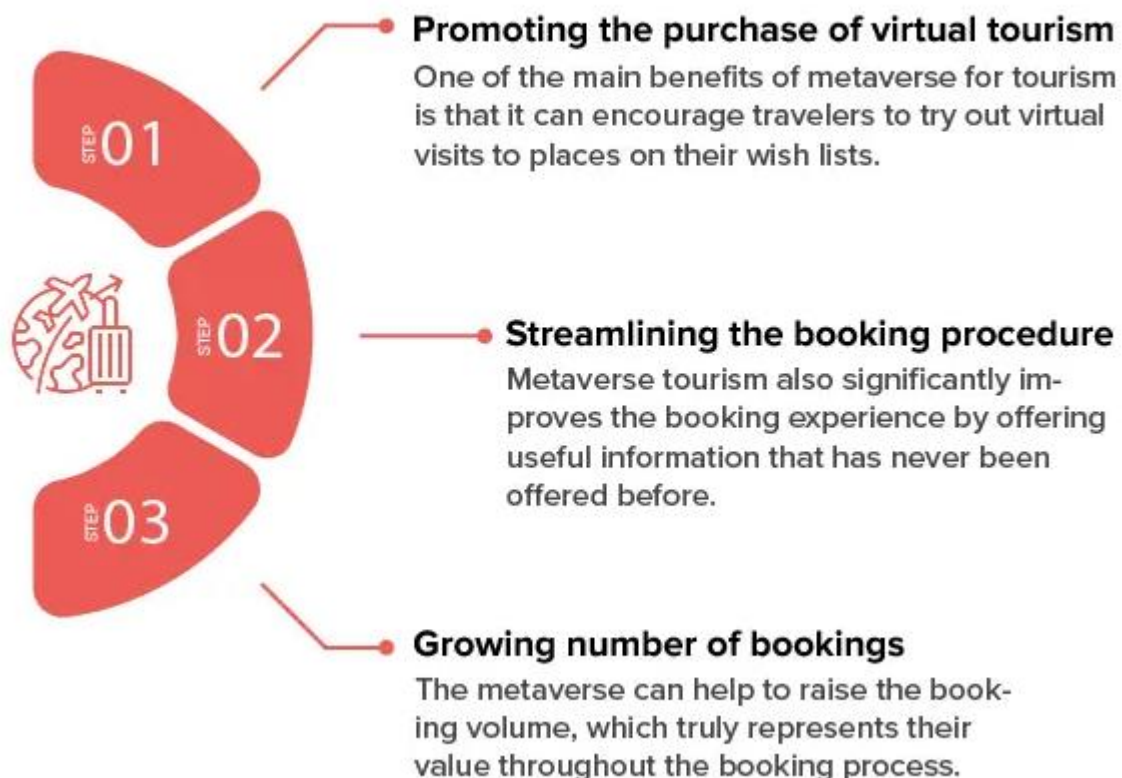 Promoting the purchase of virtual tourism
One of the main benefits of metaverse for tourism
is that it can encourage travelers to try out virtual
visits to places on their wish lists.
STEP 01
Streamlining the booking procedure
Metaverse tourism also significantly im-
proves the booking experience by offering
useful information that has never been
offered before.
STEP 02
STEP 03
Growing number of bookings
The metaverse can help to raise the book-
ing volume, which truly represents their
value throughout the booking process.